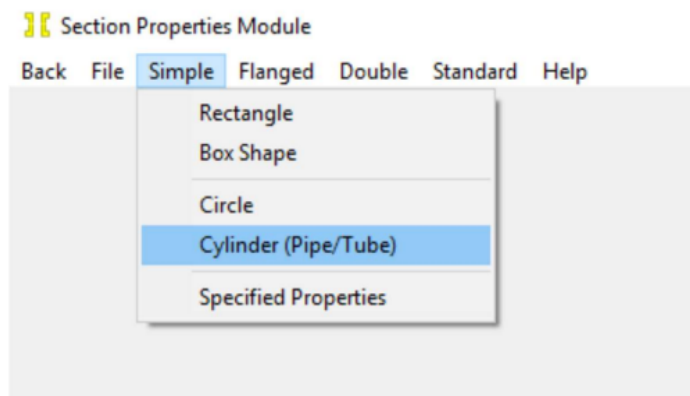 Section Properties Module
Back File Simple Flanged Double Standard Help
Rectangle
Box Shape
Circle
Cylinder (Pipe/Tube)
Specified Properties